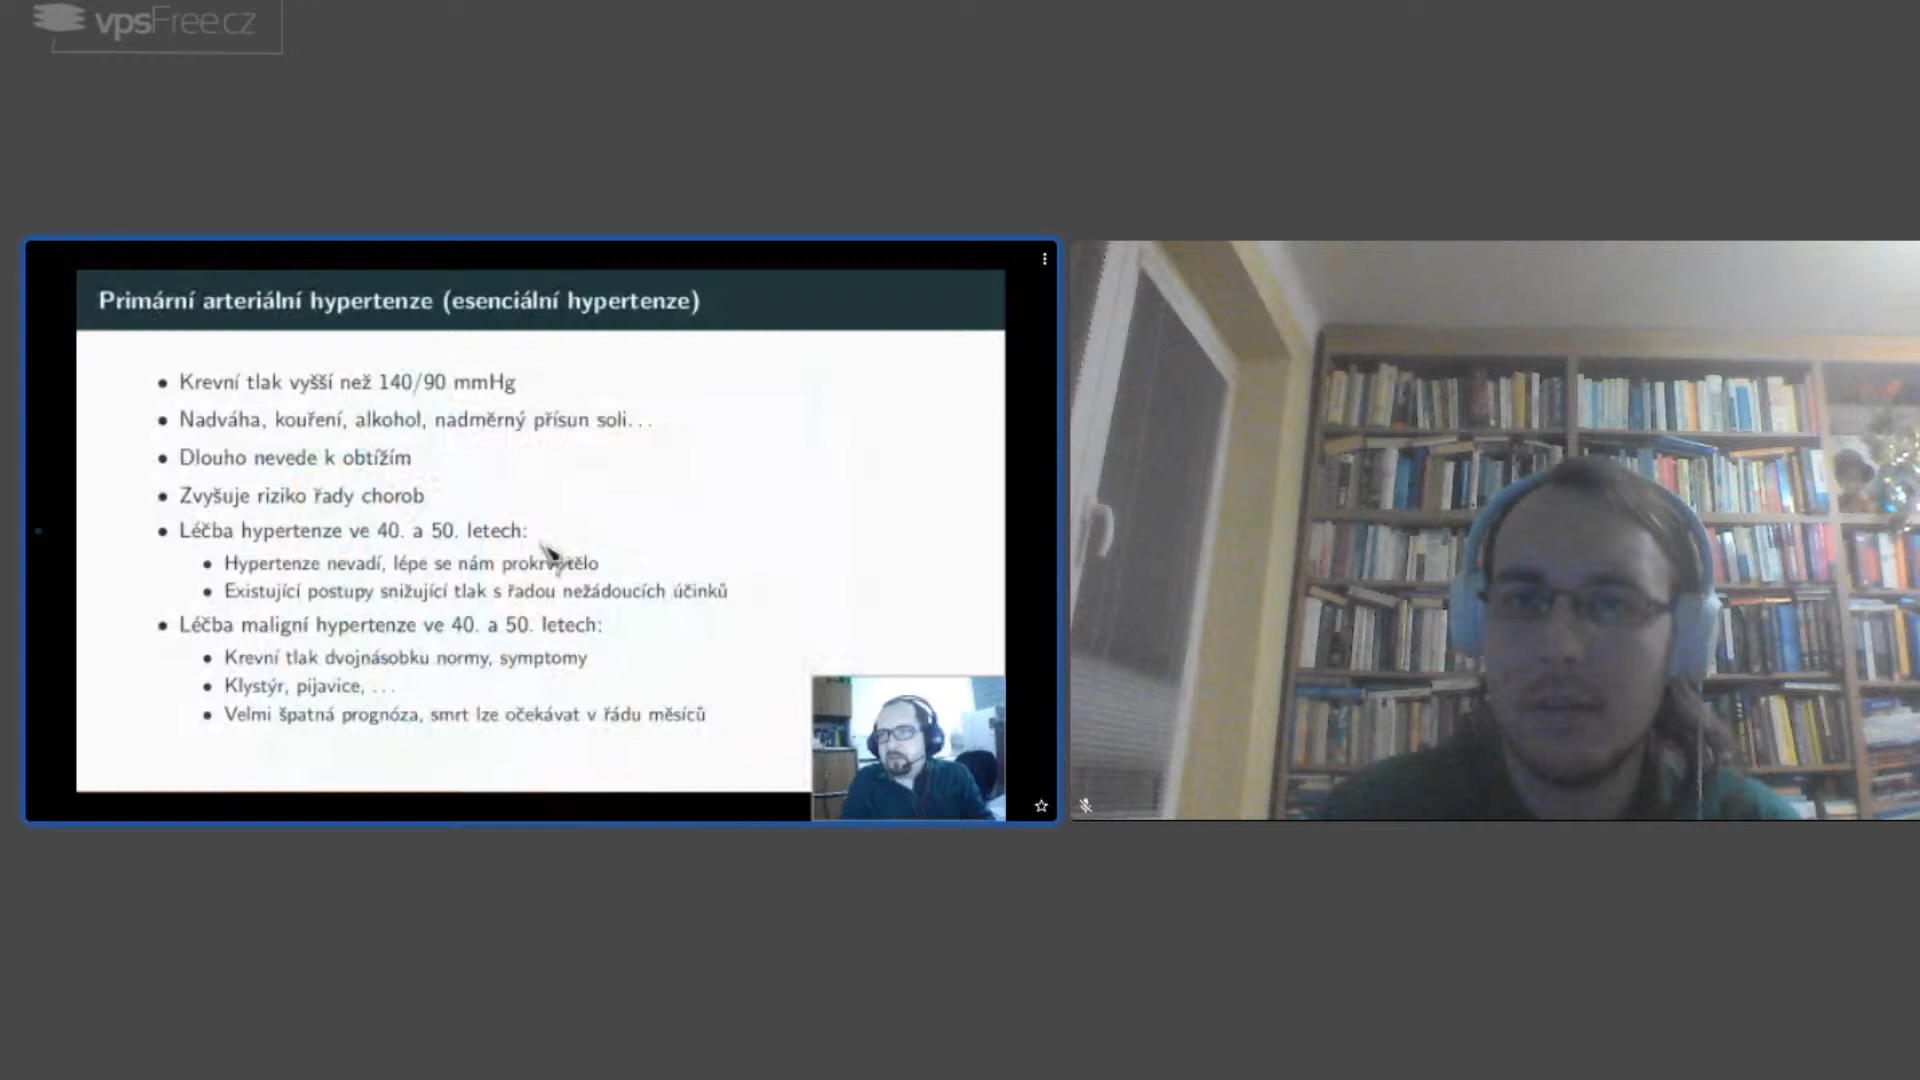 vpsFree.cz
Primární arteriální hypertenze (esenciální hypertenze)
• Krevní tlak vyšší než 140/90 mmHg
• Nadváha, kouření, alkohol, nadměrný přísun soli...
• Dlouho nevede k obtížím
• Zvyšuje riziko řady chorob
• Léčba hypertenze ve 40. a 50. letech:
• Hypertenze nevadí, lépe se nám prokrví tělo
• Existující postupy snižující tlak s řadou nežádoucích účinků
• Léčba maligní hypertenze ve 40. a 50. letech:
• Krevní tlak dvojnásobku normy, symptomy
• Klystýr, pijavice, ...
• Velmi špatná prognóza, smrt lze očekávat v řádu měsíců